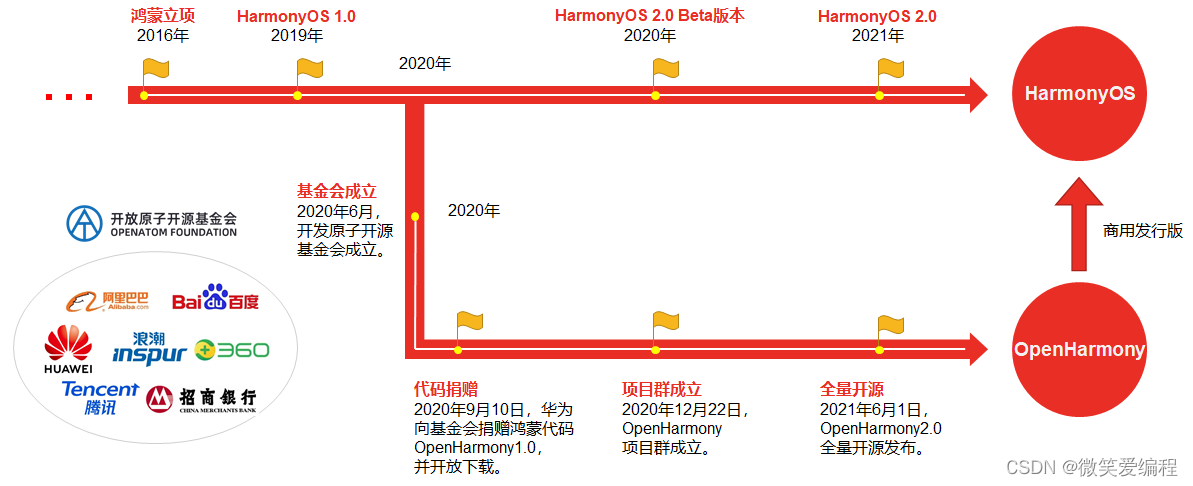 鸿蒙立项
2016年
HarmonyOS 1.0
2019年
2020年
HarmonyOS 2.0 Beta版本
2020年
HarmonyOS 2.0
2021年
HarmonyOS
基金会成立
2020年6月,
开发原子开源
基金会成立。
2020年
开放原子开源基金会
OPENATOM FOUNDATION
阿里巴巴
Alibaba.com
Bai du 百度
HUAWEI
浪潮
inspur
360
Tencent
腾讯
招商银行
CHINA MERCHANTS BANK
商用发行版
OpenHarmony
代码捐赠
2020年9月10日,华为
向基金会捐赠鸿蒙代码
OpenHarmony1.0,
并开放下载。
项目群成立
2020年12月22日,
OpenHarmony
项目群成立。
全量开源
2021年6月1日,
OpenHarmony2.0
全量开源发布。
CSDN @微笑爱编程